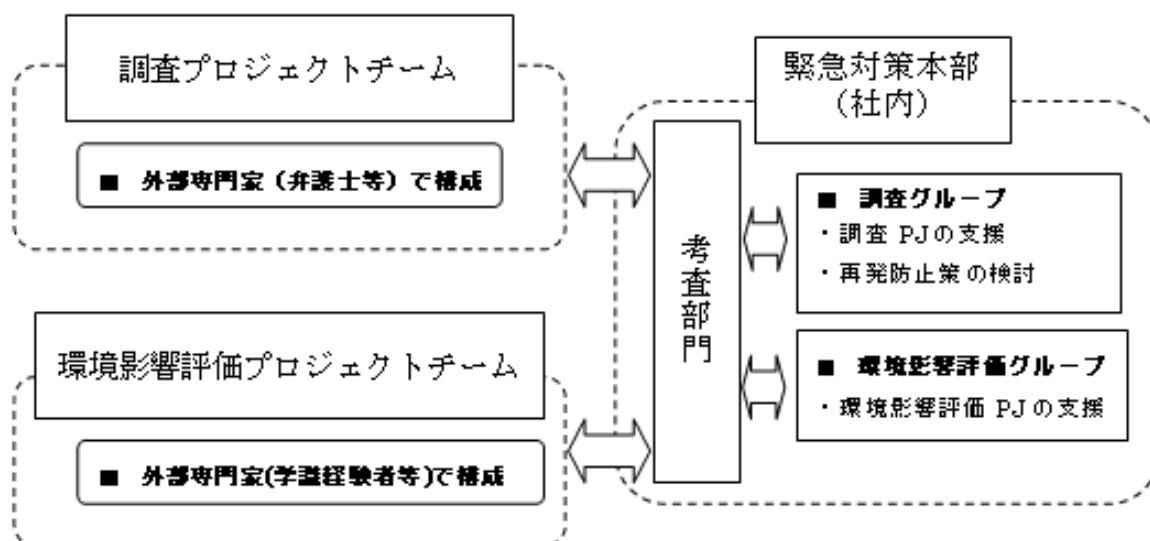 調査プロジェクトチーム
■ 外部専門家（弁護士等）で構成
環境影響評価プロジェクトチーム
■ 外部専門家(学識経験者等)で構成
緊急対策本部
（社内）
考査部門
■ 調査グループ
・調査 PJの支援
・再発防止策の検討
■ 環境影響評価グループ
・環境影響評価 PJの支援